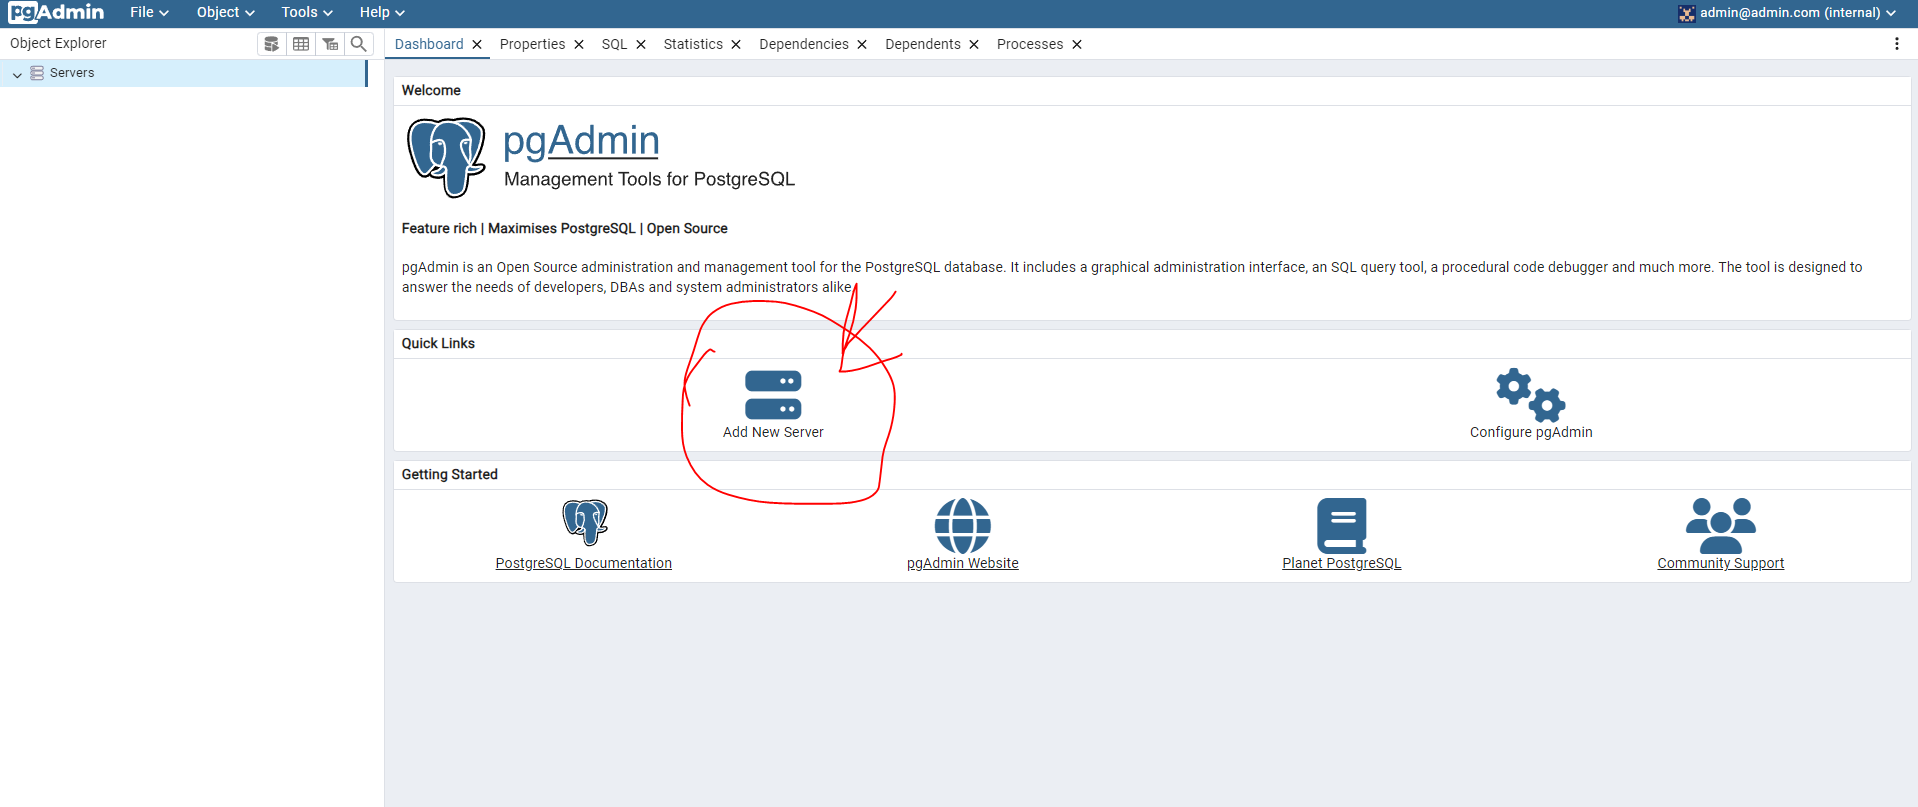 pgAdmin File Object Tools Help admin@admin.com (internal)
Object Explorer
Dashboard Properties SQL Statistics Dependencies Dependents Processes
Servers
Welcome
pgAdmin
Management Tools for PostgreSQL
Feature rich | Maximises PostgreSQL | Open Source
pgAdmin is an Open Source administration and management tool for the PostgreSQL database. It includes a graphical administration interface, an SQL query tool, a procedural code debugger and much more. The tool is designed to
answer the needs of developers, DBAs and system administrators alike.
Quick Links
Add New Server
Configure pgAdmin
Getting Started
PostgreSQL Documentation
pgAdmin Website
Planet PostgreSQL
Community Support